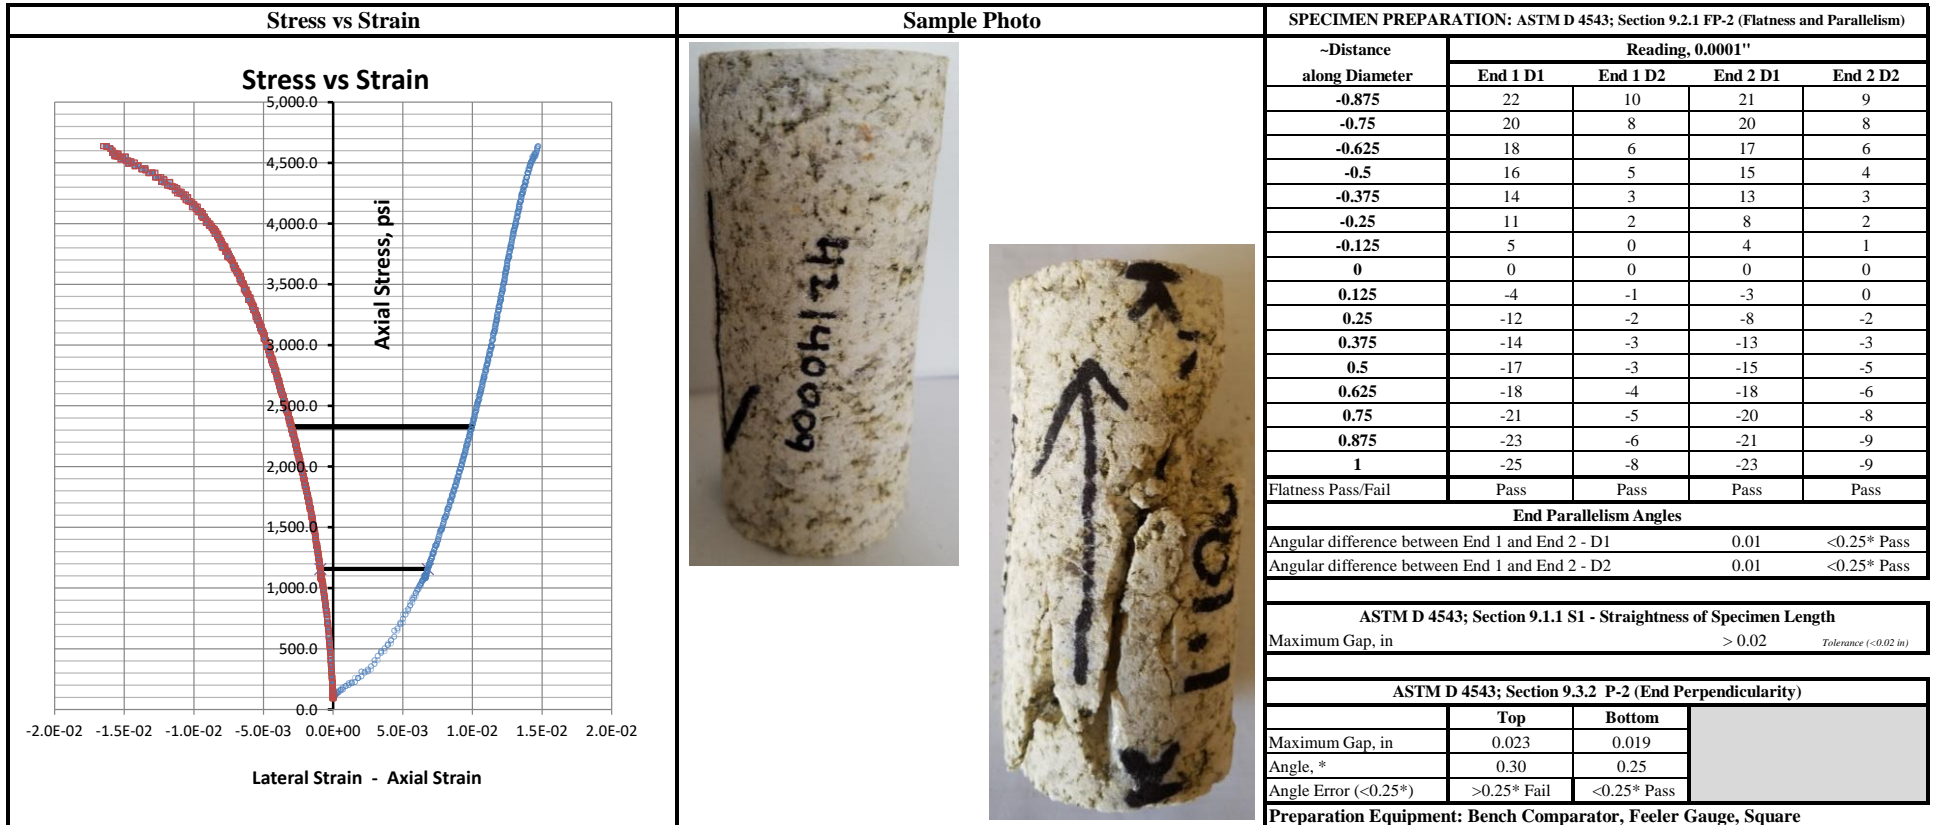 Stress vs Strain
Stress vs Strain
5,000.0
4,500.0
4,000.0
3,500.0
3,000.0
2,500.0
2,000.0
1,500.0
1,000.0
500.0
0.0
Axial Stress, psi
-2.0E-02 -1.5E-02 -1.0E-02 -5.0E-03 0.0E+00 5.0E-03 1.0E-02 1.5E-02 2.0E-02
Lateral Strain - Axial Strain
Sample Photo
SPECIMEN PREPARATION: ASTM D 4543; Section 9.2.1 FP-2 (Flatness and Parallelism)
~Distance Reading, 0.0001"
along Diameter End 1 D1 End 1 D2 End 2 D1 End 2 D2
-0.875 22 10 21 9
-0.75 20 8 20 8
-0.625 18 6 17 6
-0.5 16 5 15 4
-0.375 14 3 13 3
-0.25 11 2 8 2
-0.125 5 0 4 1
0 0 0 0 0
0.125 -4 -1 -3 0
0.25 -12 -2 -8 -2
0.375 -14 -3 -13 -3
0.5 -17 -3 -15 -5
0.625 -18 -4 -18 -6
0.75 -21 -5 -20 -8
0.875 -23 -6 -21 -9
1 -25 -8 -23 -9
Flatness Pass/Fail Pass Pass Pass Pass
End Parallelism Angles
Angular difference between End 1 and End 2 - D1 0.01 <0.25* Pass
Angular difference between End 1 and End 2 - D2 0.01 <0.25* Pass
ASTM D 4543; Section 9.1.1 S1 - Straightness of Specimen Length
Maximum Gap, in > 0.02 Tolerance (<0.02 in)
ASTM D 4543; Section 9.3.2 P-2 (End Perpendicularity)
Top Bottom
Maximum Gap, in 0.023 0.019
Angle, * 0.30 0.25
Angle Error (<0.25*) >0.25* Fail <0.25* Pass
Preparation Equipment: Bench Comparator, Feeler Gauge, Square